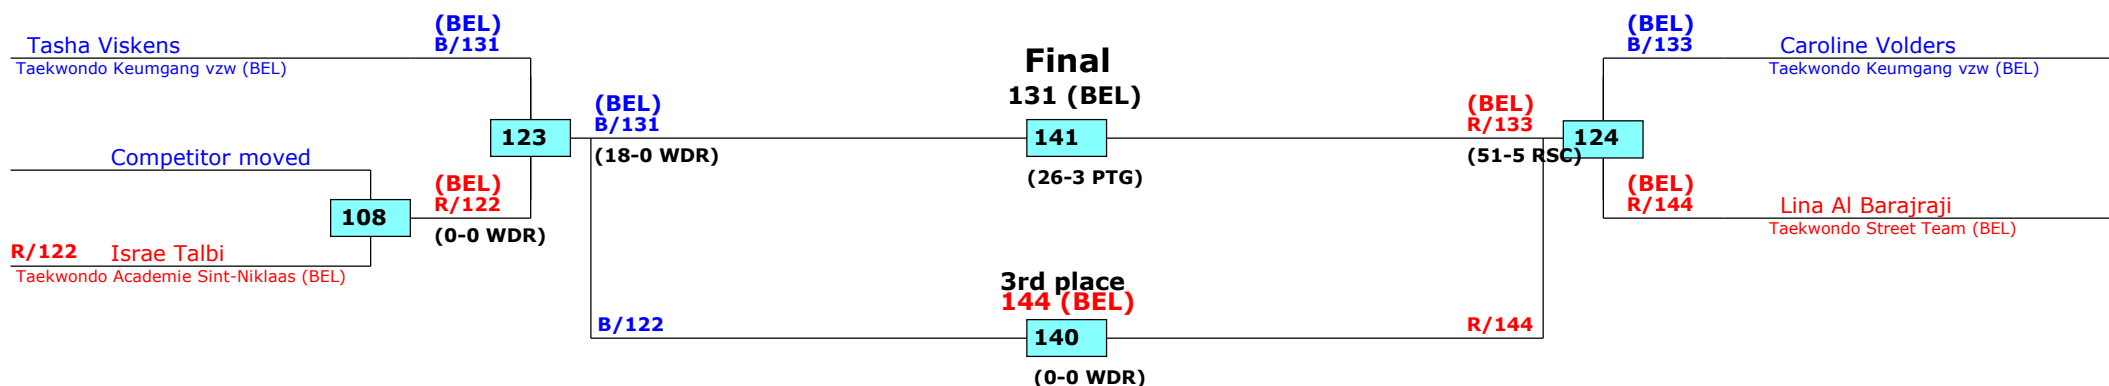 (BEL)
B/131
Tasha Viskens
Taekwondo Keumgang vzw (BEL)
123
(BEL)
B/131
(18-0 WDR)
Competitor moved
108
(BEL)
R/122
(0-0 WDR)
R/122 Israe Talbi
Taekwondo Academie Sint-Niklaas (BEL)
Final
131 (BEL)
141
(26-3 PTG)
3rd place
144 (BEL)
B/122
140
R/144
(0-0 WDR)
(BEL)
R/133
(51-5 RSC)
124
(BEL)
B/133
Caroline Volders
Taekwondo Keumgang vzw (BEL)
(BEL)
R/144
Lina Al Barajraji
Taekwondo Street Team (BEL)